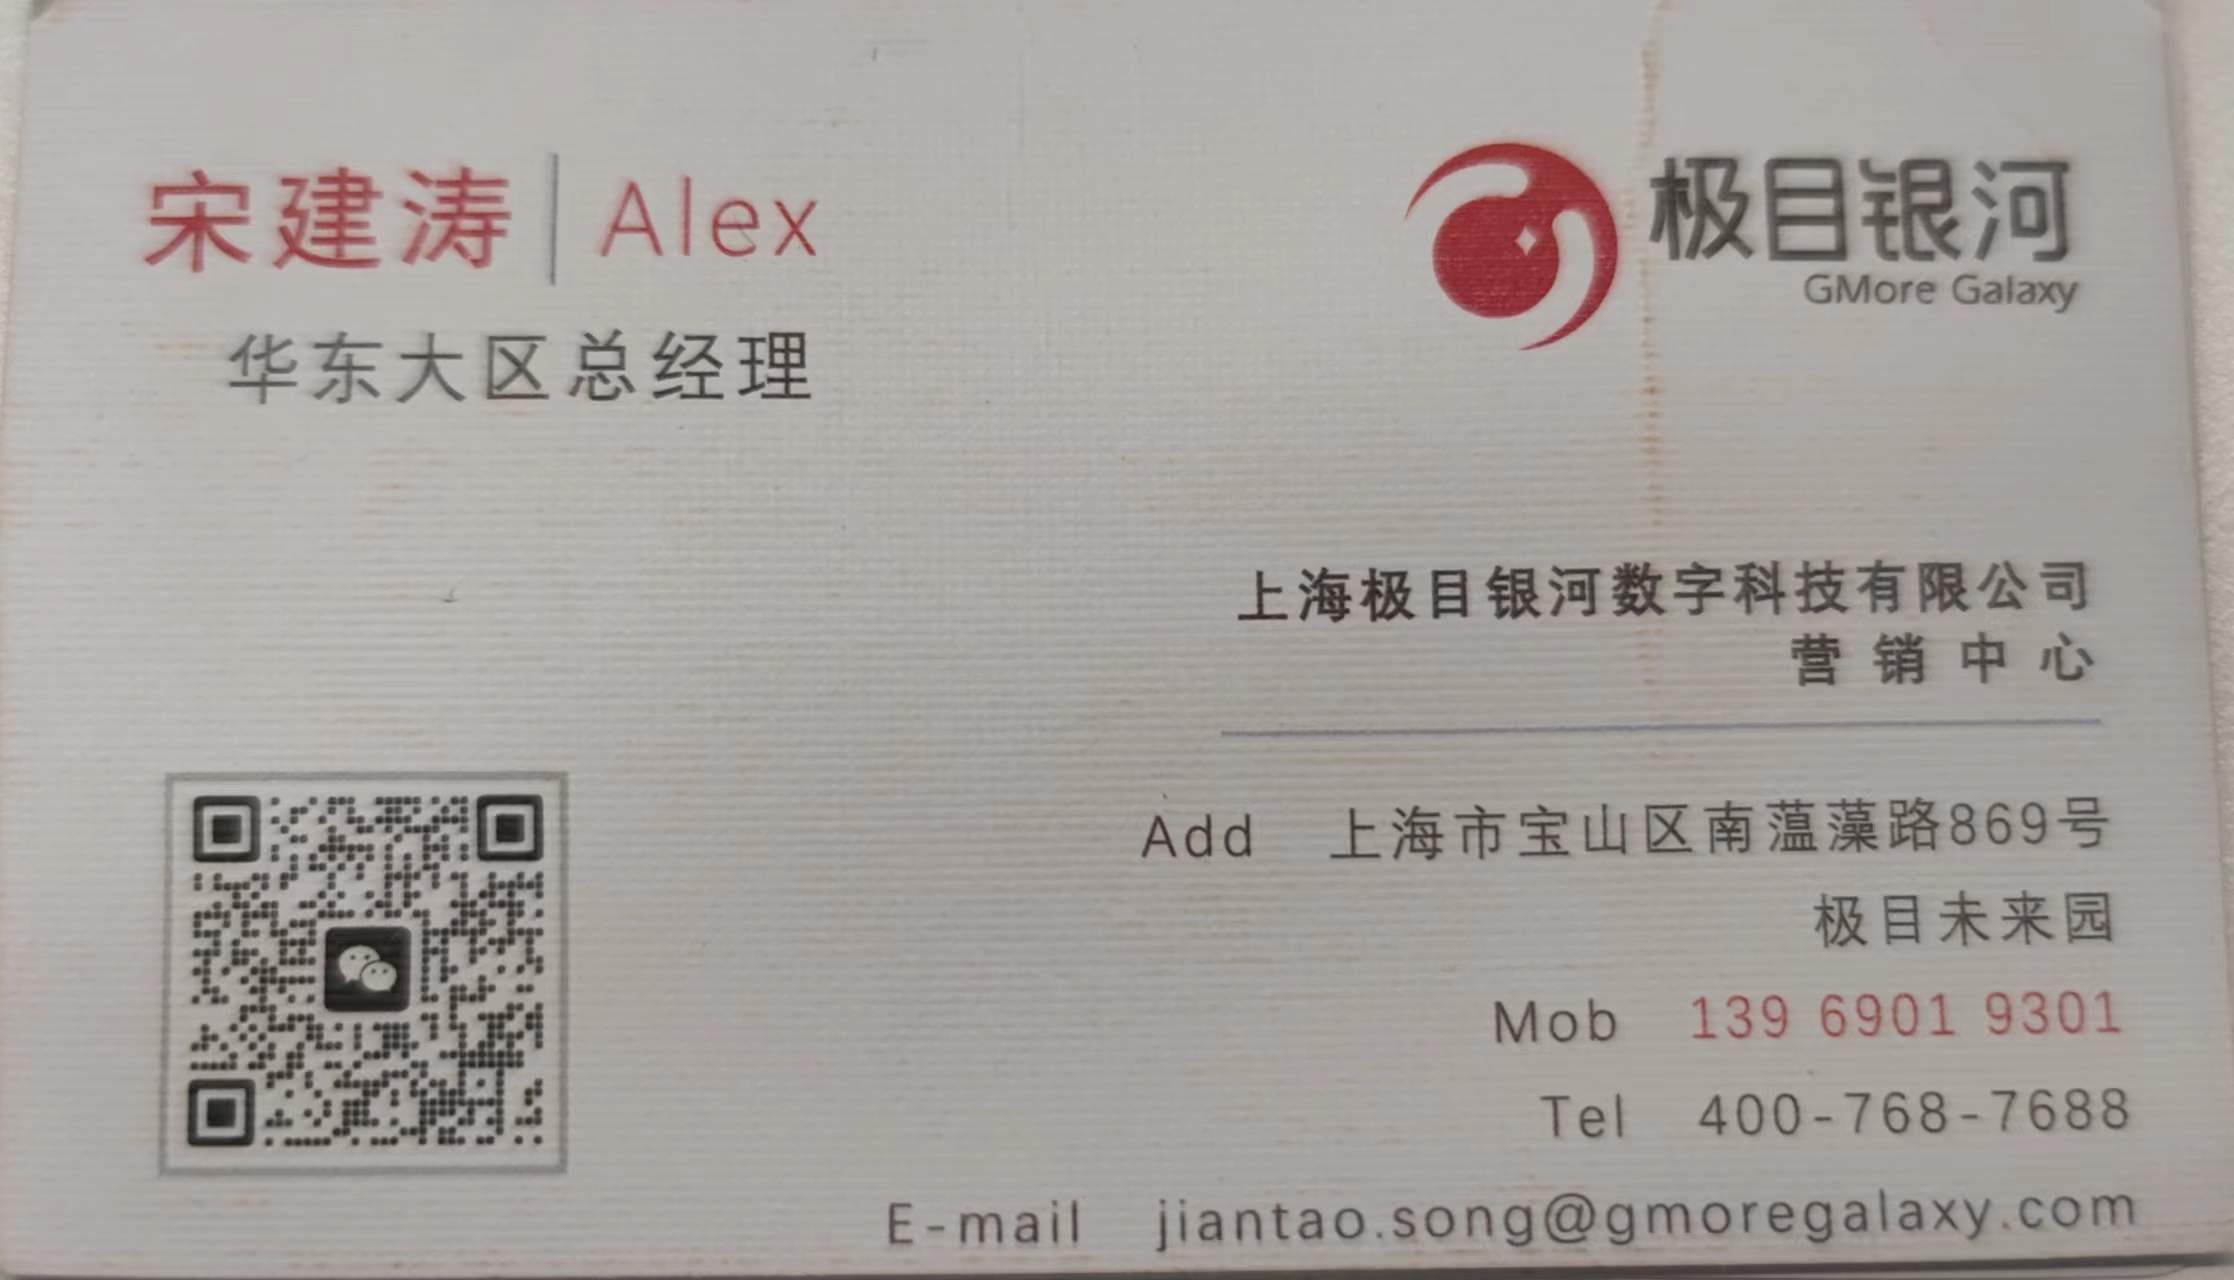 宋建涛 | Alex
华东大区总经理
极目银河
GMore Galaxy
上海极目银河数字科技有限公司
营销中心
Add 上海市宝山区南蕰藻路869号
极目未来园
Mob 139 6901 9301
Tel 400-768-7688
E-mail jiantao.song@gmoregalaxy.com